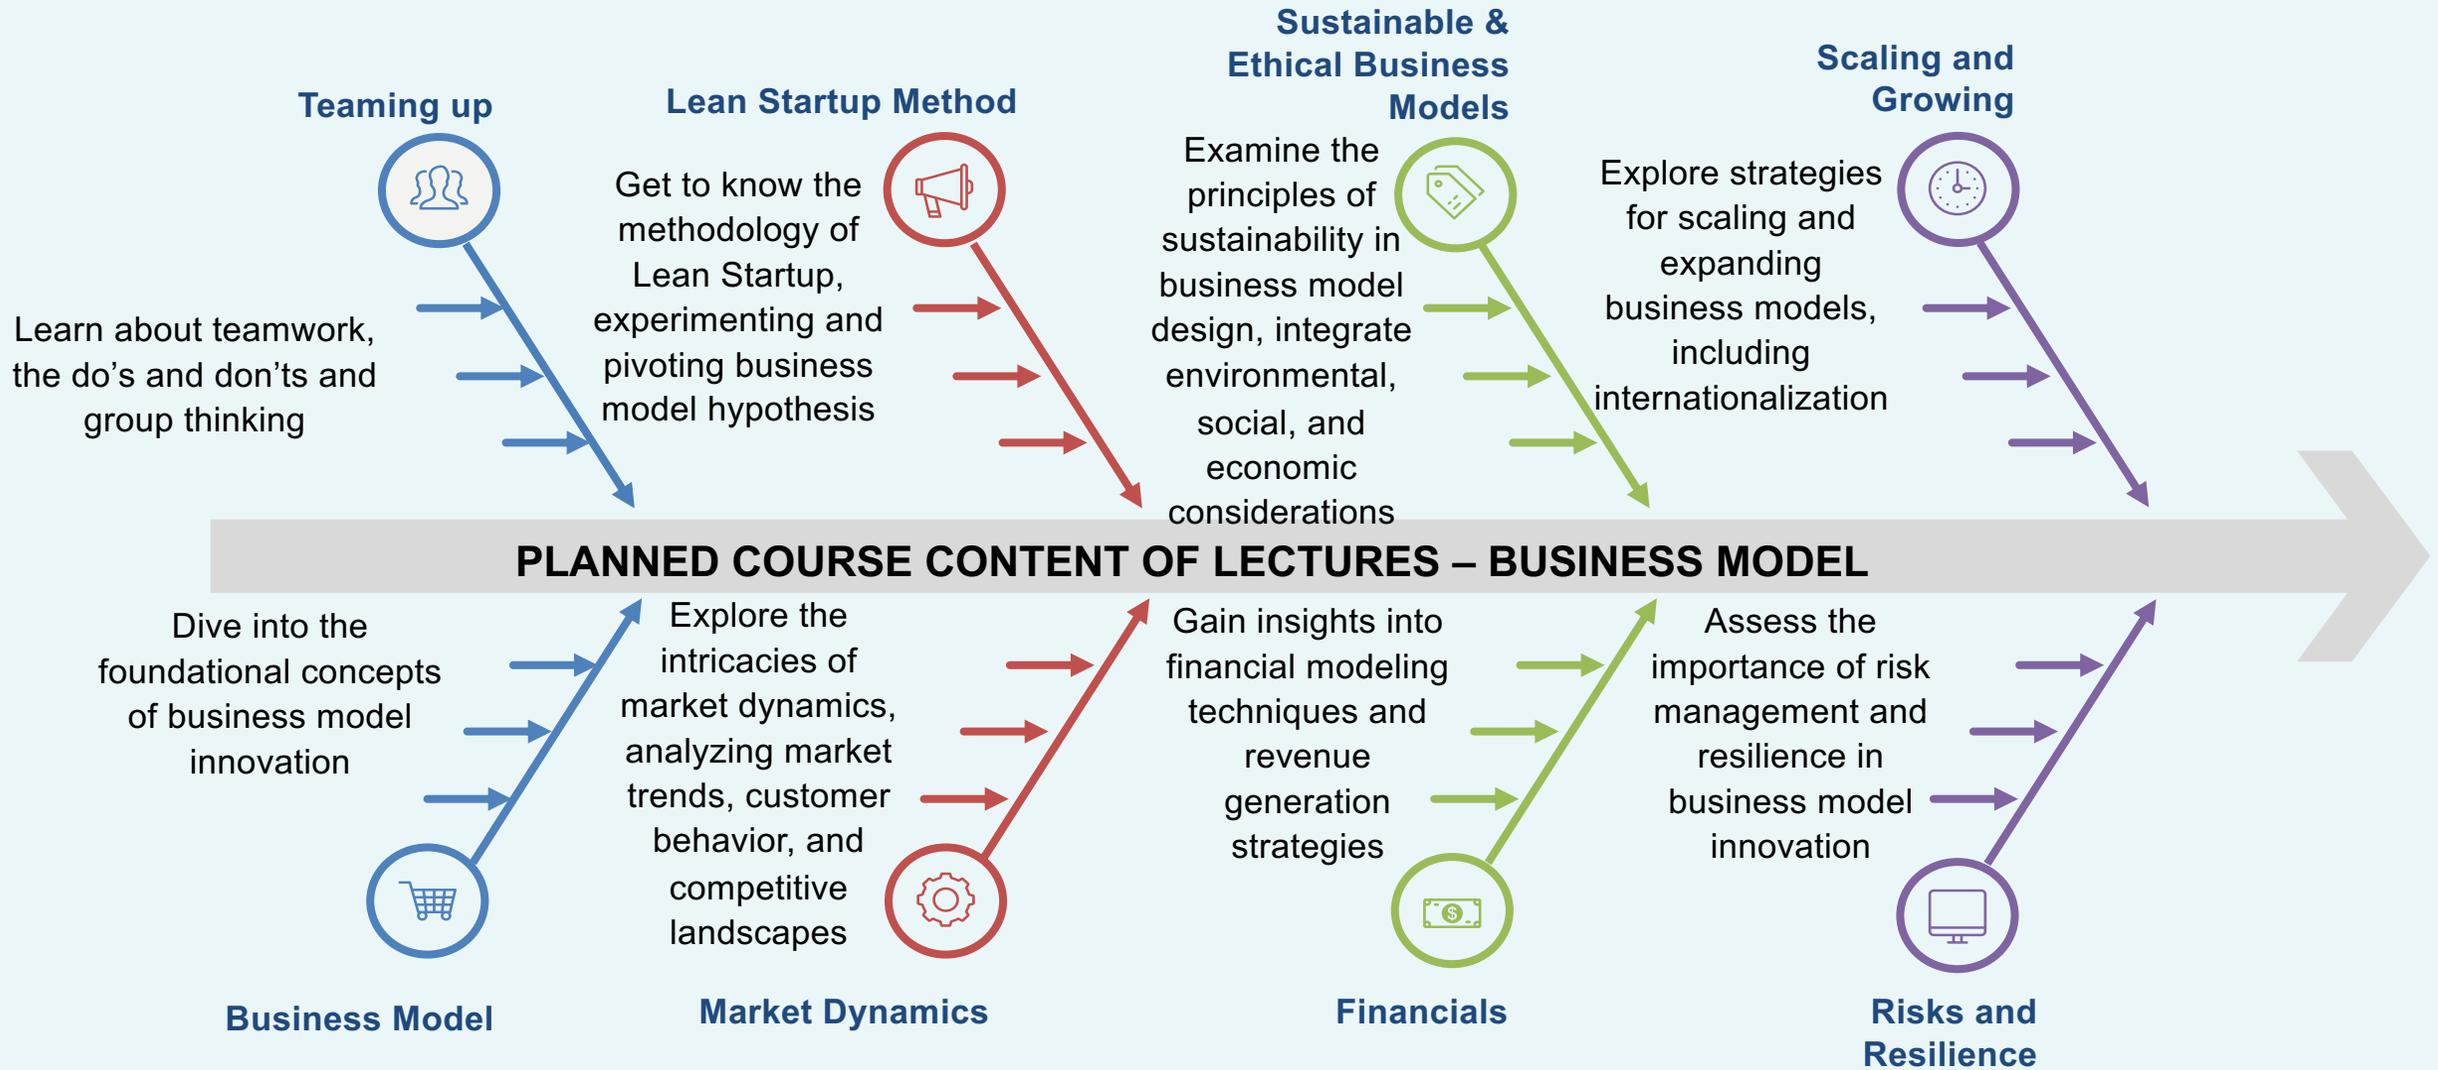 Teaming up
Learn about teamwork,
the do’s and don’ts and
group thinking
Lean Startup Method
Get to know the
methodology of
Lean Startup,
experimenting and
pivoting business
model hypothesis
Sustainable &
Ethical Business
Models
Examine the
principles of
sustainability in
business model
design, integrate
environmental,
social, and
economic
considerations
Scaling and
Growing
Explore strategies
for scaling and
expanding
business models,
including
internationalization
PLANNED COURSE CONTENT OF LECTURES – BUSINESS MODEL
Dive into the
foundational concepts
of business model
innovation
Business Model
Explore the
intricacies of
market dynamics,
analyzing market
trends, customer
behavior, and
competitive
landscapes
Market Dynamics
Gain insights into
financial modeling
techniques and
revenue
generation
strategies
$
Financials
Assess the
importance of risk
management and
resilience in
business model
innovation
Risks and
Resilience